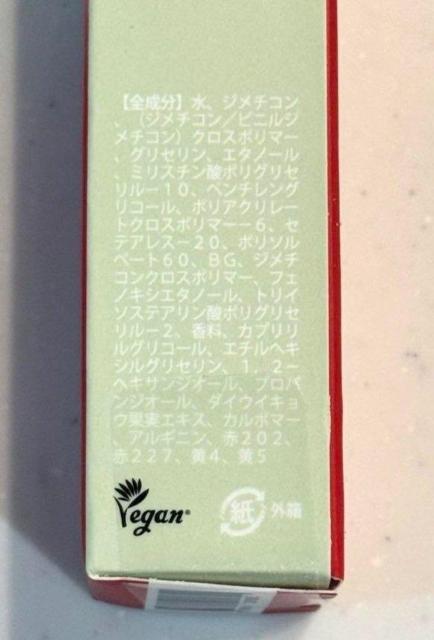 【全成分】水、ジメチコン
、(ジメチコン/ビニルジ
メチコン)クロスポリマー
、グリセリン、エタノール
、ミリスチン酸ポリグリセ
リルー10、ペンチレング
リコール、ポリアクリレー
トクロスポリマー−6、セ
テアレス−20、ポリソル
ベート60、BG、ジメチ
コンクロスポリマー、フェ
ノキシエタノール、トリイ
ソステアリン酸ポリグリセ
リルー2、香料、カプリリ
ルグリコール、エチルヘキ
シルグリセリン、1,2−
ヘキサンジオール、プロパ
ンジオール、ダイウイキョ
ウ果実エキス、カルボマー
、アルギニン、赤202、
赤227、黄4、黄5
Vegan®
紙 外箱